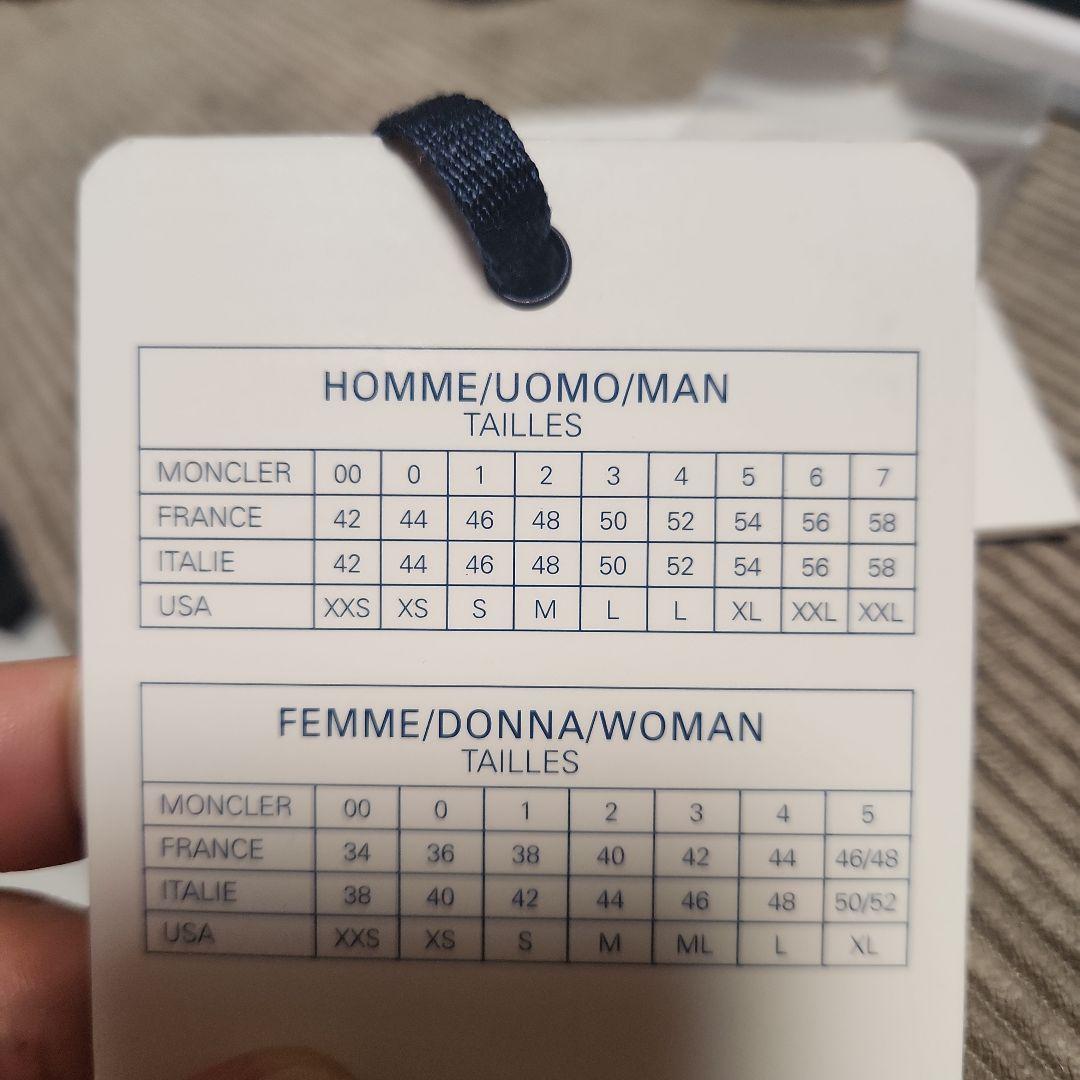 HOMME/UOMO/MAN
TAILLES
MONCLER 00 0 1 2 3 4 5 6 7
FRANCE 42 44 46 48 50 52 54 56 58
ITALIE 42 44 46 48 50 52 54 56 58
USA XXS XS S M L L XL XXL XXL
FEMME/DONNA/WOMAN
TAILLES
MONCLER 00 0 1 2 3 4 5
FRANCE 34 36 38 40 42 44 46/48
ITALIE 38 40 42 44 46 48 50/52
USA XXS XS S M ML L XL